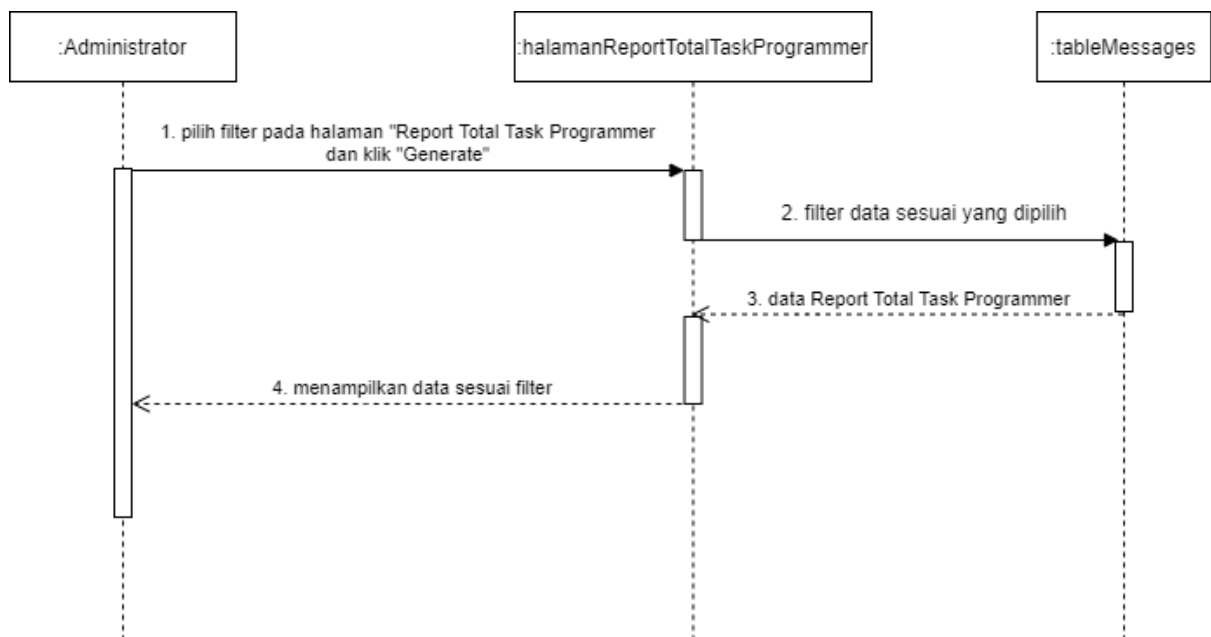 :Administrator
:halamanReportTotalTaskProgrammer
:tableMessages
1. pilih filter pada halaman "Report Total Task Programmer
dan klik "Generate"
2. filter data sesuai yang dipilih
3. data Report Total Task Programmer
4. menampilkan data sesuai filter